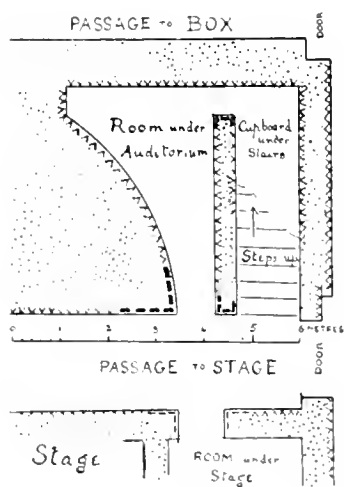 PASSAGE TO BOX
DOOR
Room under
Auditorium
Cupboard
under
Stairs
Steps up
0 1 2 3 4 5 6 METRES
PASSAGE TO STAGE
DOOR
Stage
ROOM under
Stage